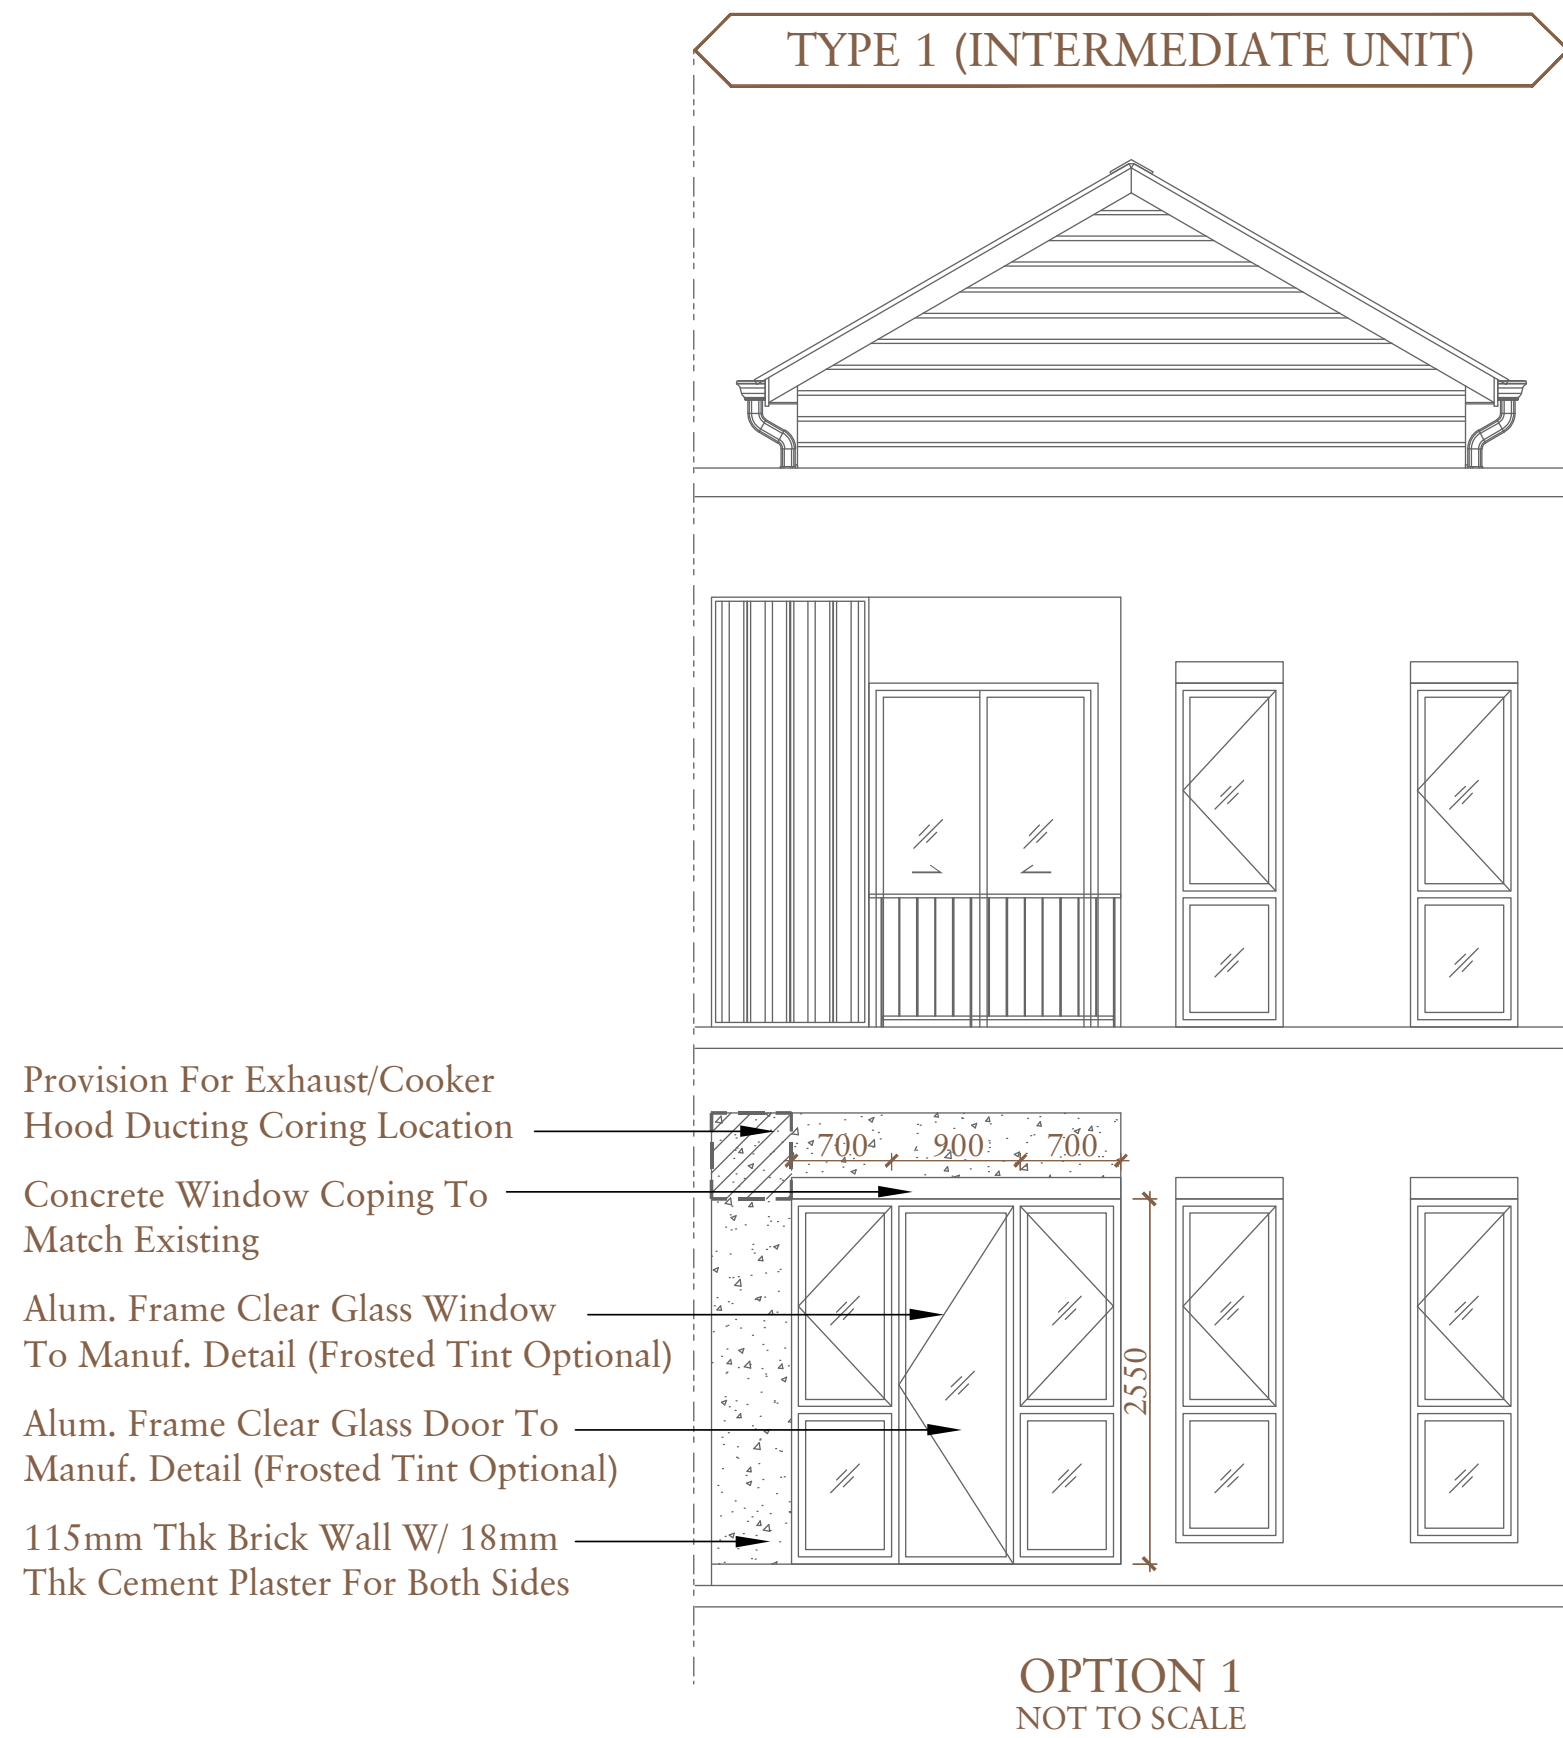 TYPE 1 (INTERMEDIATE UNIT)
Provision For Exhaust/Cooker
Hood Ducting Coring Location
700 900 700
Concrete Window Coping To
Match Existing
Alum. Frame Clear Glass Window
To Manuf. Detail (Frosted Tint Optional)
2550
Alum. Frame Clear Glass Door To
Manuf. Detail (Frosted Tint Optional)
115mm Thk Brick Wall W/ 18mm
Thk Cement Plaster For Both Sides
OPTION 1
NOT TO SCALE